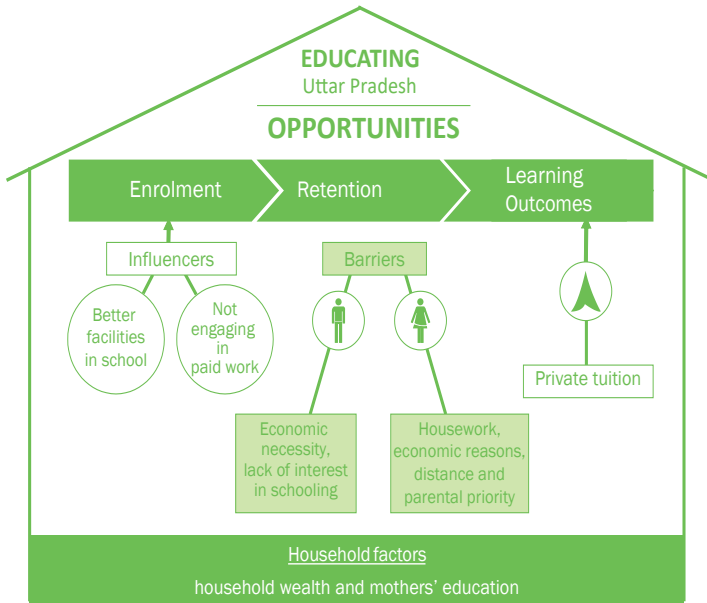 EDUCATING
Uttar Pradesh
OPPORTUNITIES
Enrolment
Retention
Learning
Outcomes
Influencers
Better
facilities
in school
Not
engaging
in
paid work
Barriers
Economic
necessity,
lack of interest
in schooling
Housework,
economic reasons,
distance and
parental priority
Private tuition
Household factors
household wealth and mothers' education